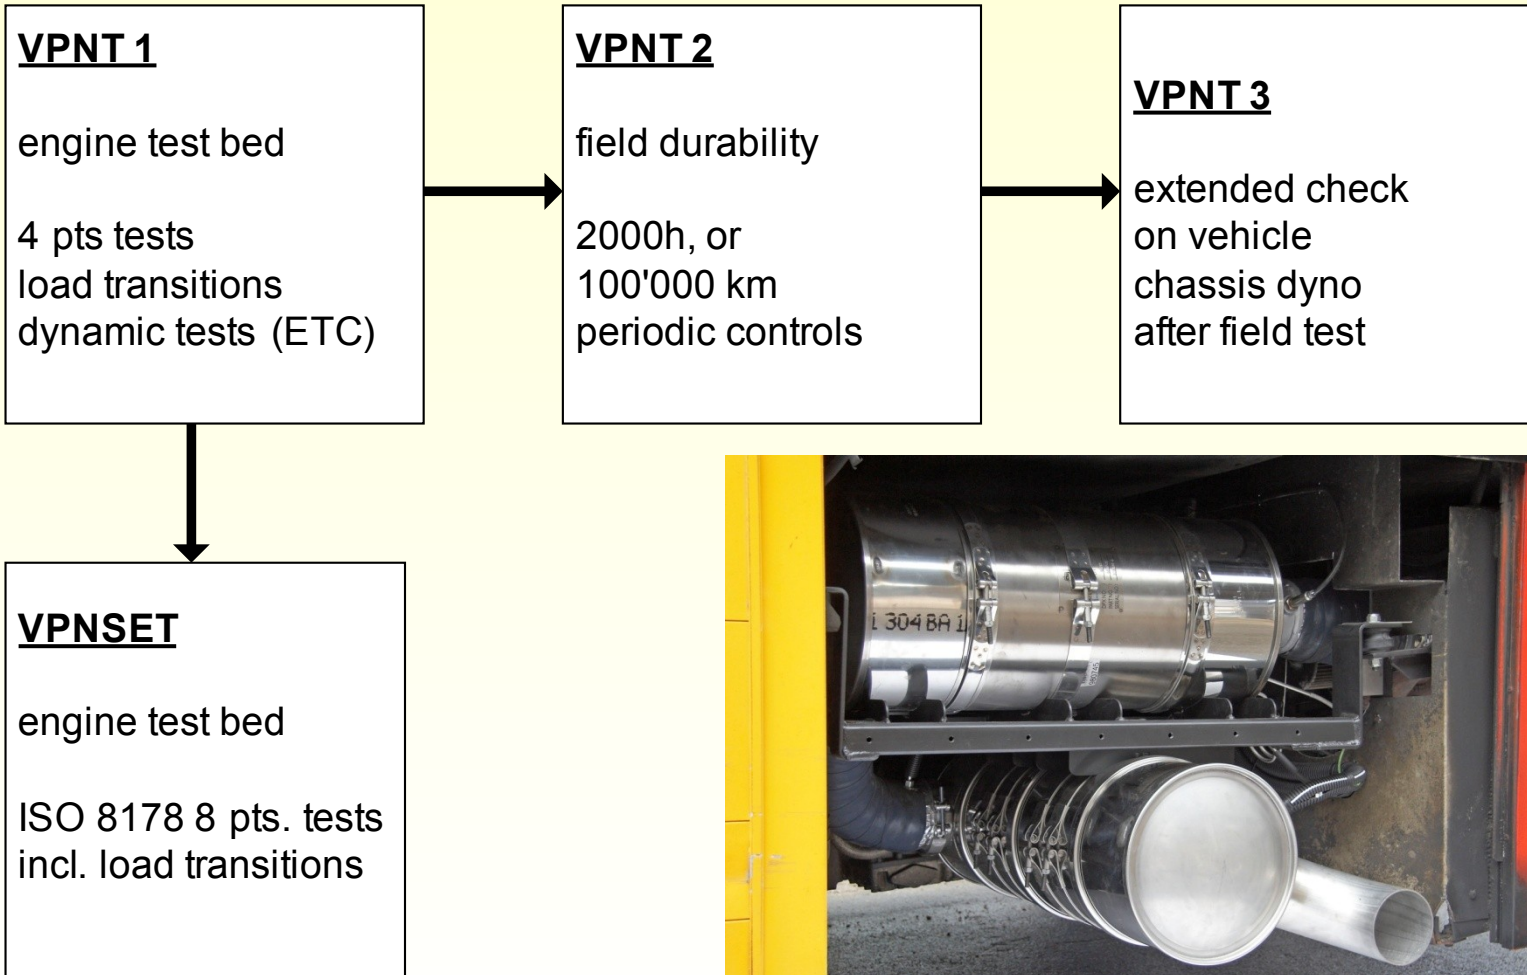 VPNT 1
engine test bed
4 pts tests
load transitions
dynamic tests (ETC)
VPNT 2
field durability
2000h, or
100'000 km
periodic controls
VPNT 3
extended check
on vehicle
chassis dyno
after field test
VPNSET
engine test bed
ISO 8178 8 pts. tests
incl. load transitions
304 BA